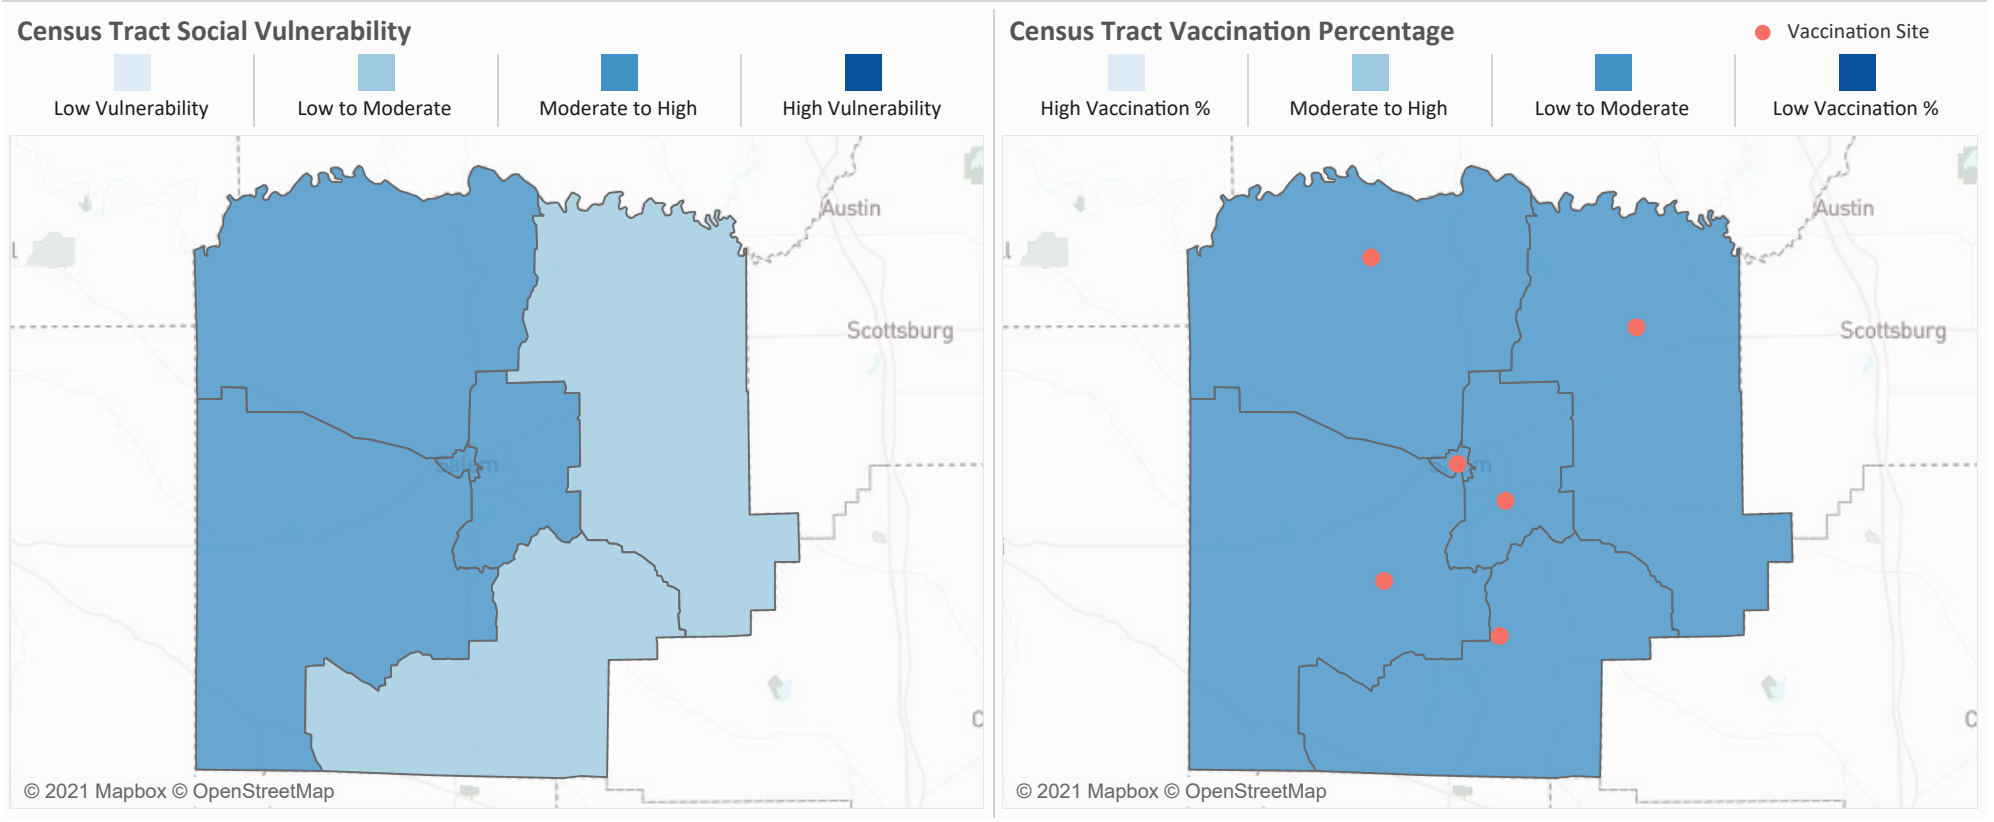 Census Tract Social Vulnerability
Low Vulnerability
Low to Moderate
Moderate to High
High Vulnerability
Austin
Scottsburg
Salem
© 2021 Mapbox © OpenStreetMap
Census Tract Vaccination Percentage
Vaccination Site
High Vaccination %
Moderate to High
Low to Moderate
Low Vaccination %
Austin
Scottsburg
© 2021 Mapbox © OpenStreetMap